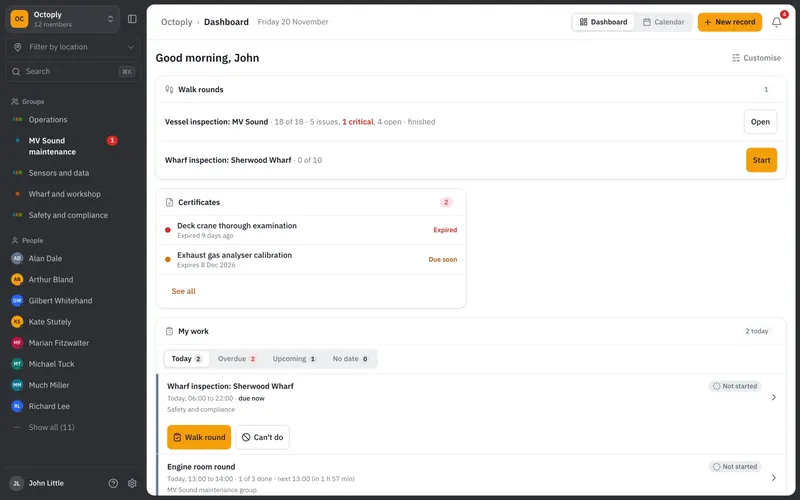 OC
Octoply
12 members
Filter by location
Search
⌘K
Groups
Operations
MV Sound
maintenance
1
Sensors and data
Wharf and workshop
Safety and compliance
People
AD Alan Dale
AB Arthur Bland
GW Gilbert Whitehand
KS Kate Stutely
MF Marian Fitzwalter
MT Michael Tuck
MM Much Miller
RL Richard Lee
Show all (11)
JL John Little
Octoply › Dashboard Friday 20 November
Dashboard Calendar
+ New record
4
Good morning, John
Customise
Walk rounds 1
Vessel inspection: MV Sound · 18 of 18 · 5 issues, 1 critical, 4 open · finished
Open
Wharf inspection: Sherwood Wharf · 0 of 10
Start
Certificates 2
Deck crane thorough examination
Expired 9 days ago
Expired
Exhaust gas analyser calibration
Expires 8 Dec 2026
Due soon
See all
My work 2 today
Today 2 Overdue 2 Upcoming 1 No date 0
Wharf inspection: Sherwood Wharf
Not started
Today, 06:00 to 22:00 · due now
Safety and compliance
Walk round Can't do
Engine room round
Not started
Today, 13:00 to 14:00 · 1 of 3 done · next 13:00 (in 1 h 57 min)
MV Sound maintenance group